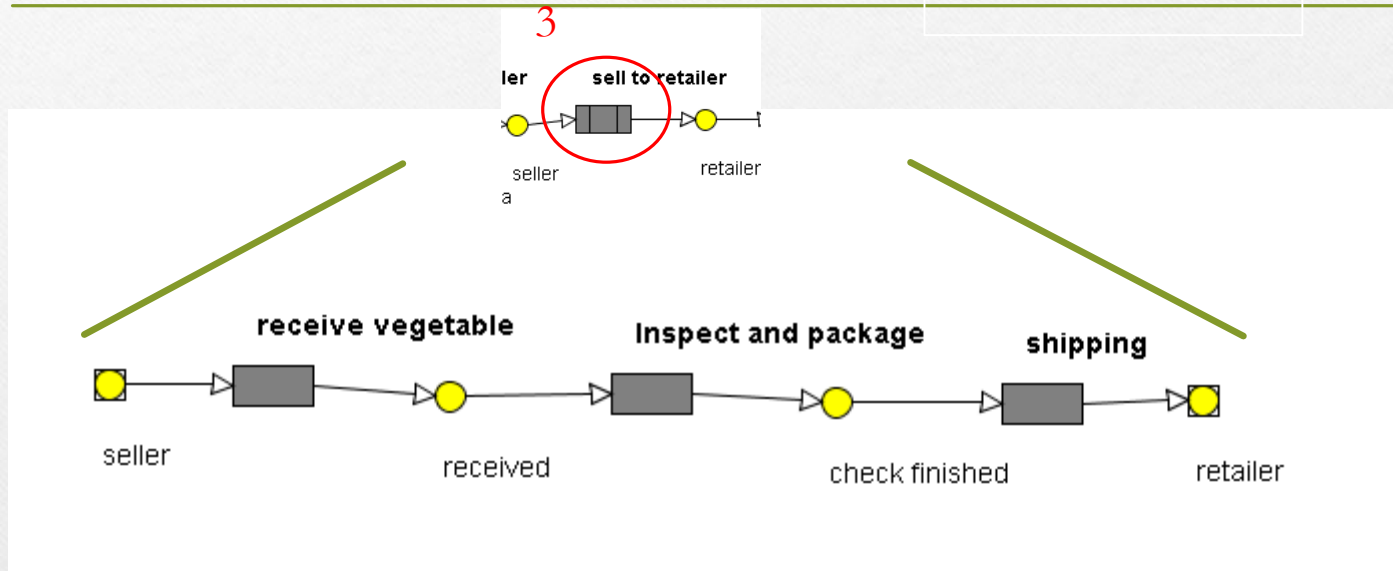 3
ler
sell to retailer
seller
a
retailer
receive vegetable
Inspect and package
shipping
seller
received
check finished
retailer